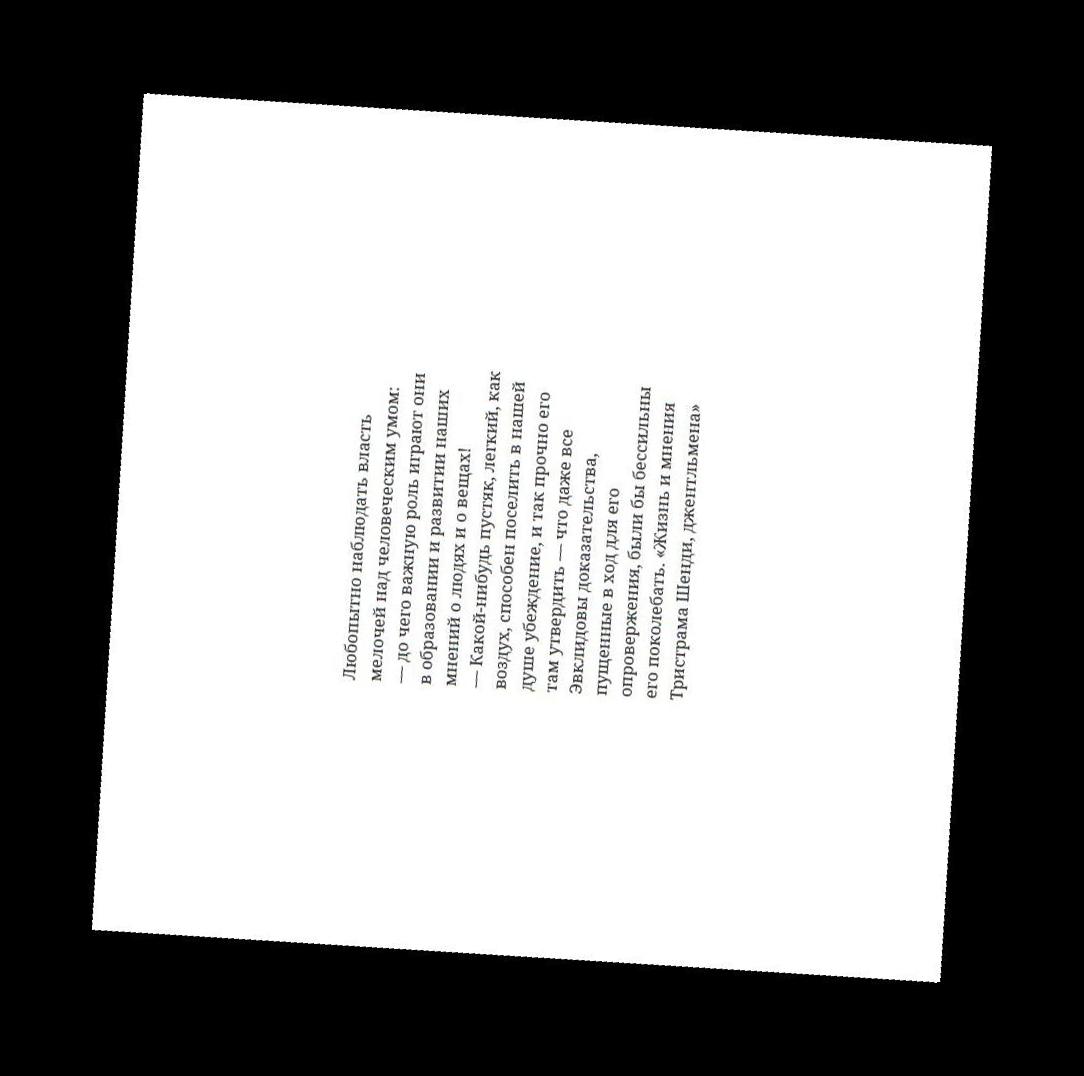 Любопытно наблюдать власть
мелочей над человеческим умом:
— до чего важную роль играют они
в образовании и развитии наших
мнений о людях и о вещах!
— Какой-нибудь пустяк, легкий, как
воздух, способен поселить в нашей
душе убеждение, и так прочно его
там утвердить — что даже все
Эвклидовы доказательства,
пущенные в ход для его
опровержения, были бы бессильны
его поколебать. «Жизнь и мнения
Тристрама Шенди, джентльмена»